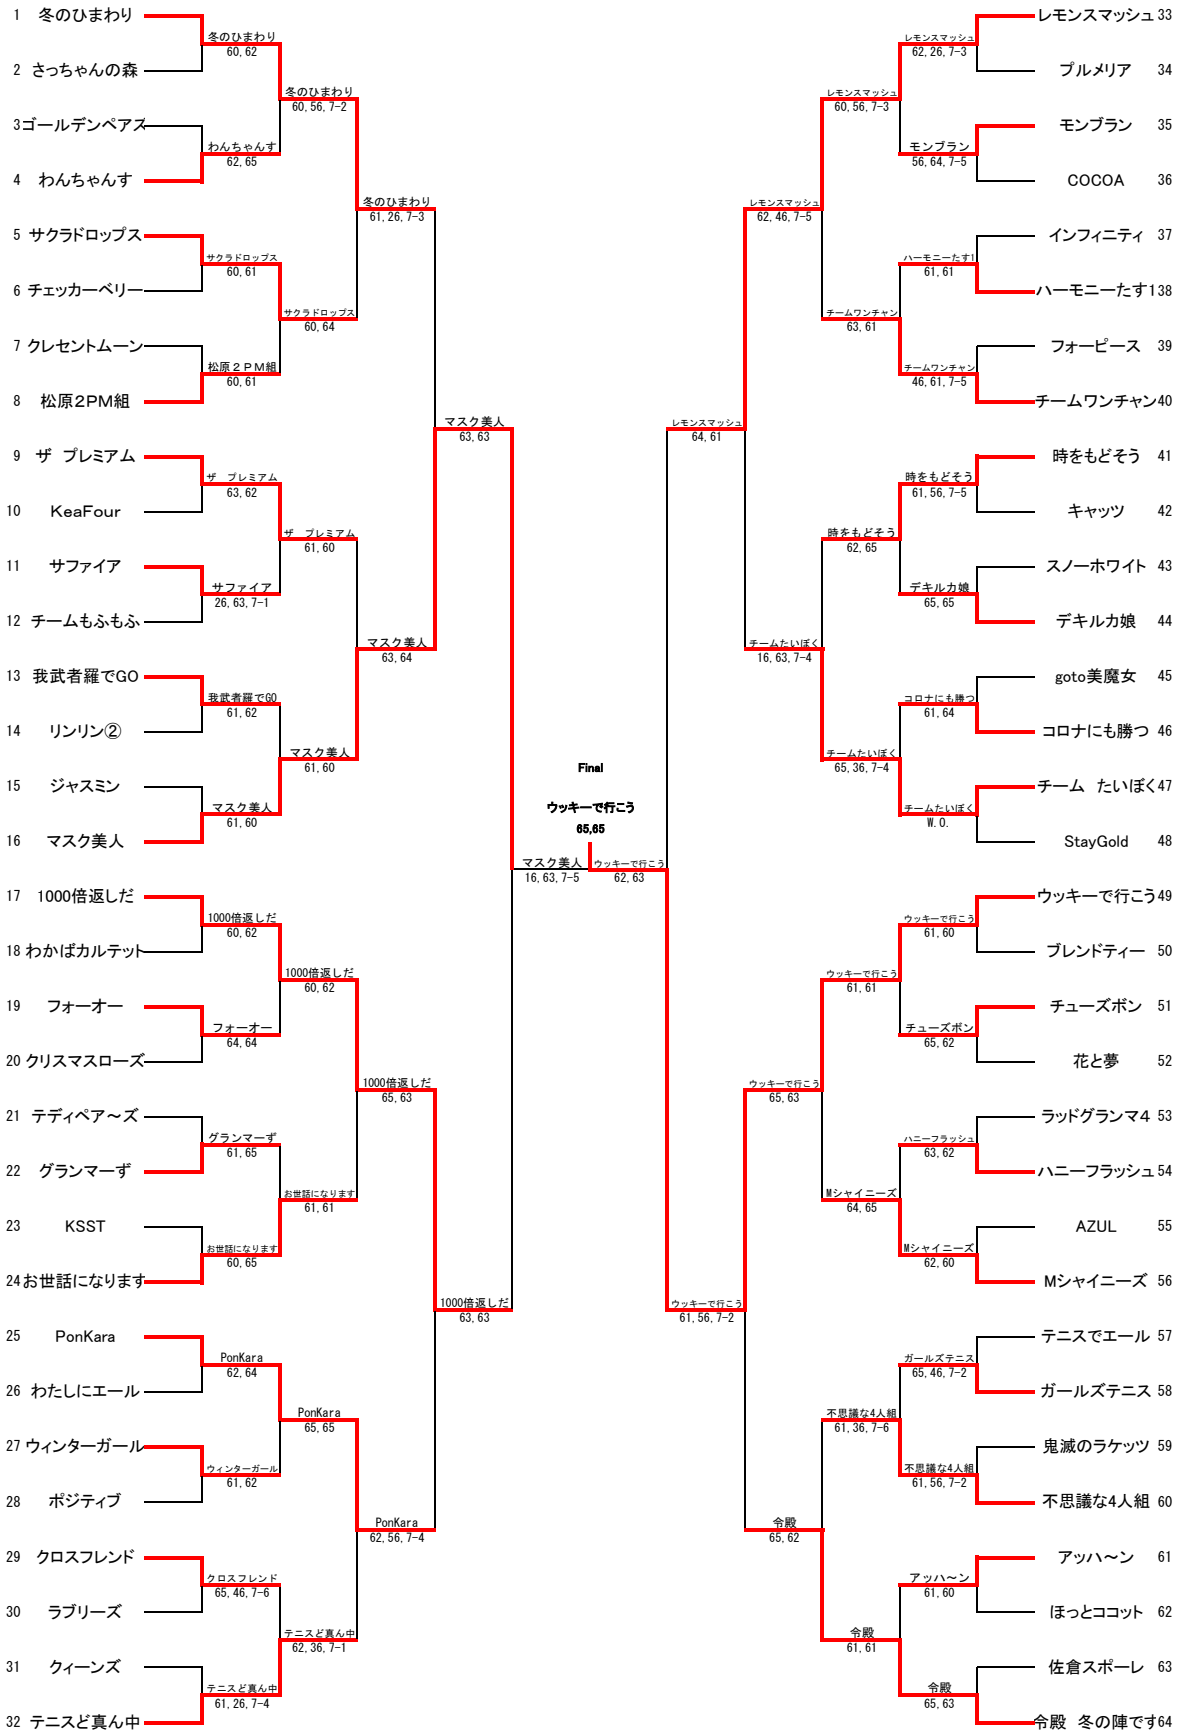 1 冬のひまわり
2 さっちゃんの森
3 ゴールデンペアズ
4 わんちゃんす
5 サクラドロップス
6 チェッカーベリー
7 クレセントムーン
8 松原2PM組
9 ザ プレミアム
10 KeaFour
11 サファイア
12 チームもふもふ
13 我武者羅でGO
14 リンリン②
15 ジャスミン
16 マスク美人
17 1000倍返しだ
18 わかばカルテット
19 フォーオー
20 クリスマスローズ
21 テディベア～ズ
22 グランマーず
23 KSST
24 お世話になります
25 PonKara
26 わたしにエール
27 ウィンターガール
28 ポジティブ
29 クロスフレンド
30 ラブリーズ
31 クィーンズ
32 テニスど真ん中
冬のひまわり
60,62
わんちゃんす
62,65
サクラドロップス
60,61
松原２ＰＭ組
60,61
ザ プレミアム
63,62
サファイア
26,63,7-1
我武者羅でGO
61,62
マスク美人
61,60
1000倍返しだ
60,62
フォーオー
64,64
グランマーず
61,65
お世話になります
60,65
PonKara
62,64
ウィンターガール
61,62
クロスフレンド
65,46,7-6
テニスど真ん中
61,26,7-4
冬のひまわり
60,56,7-2
サクラドロップス
60,64
ザ プレミアム
61,60
マスク美人
61,60
1000倍返しだ
60,62
お世話になります
61,61
PonKara
65,65
テニスど真ん中
62,36,7-1
冬のひまわり
61,26,7-3
マスク美人
63,64
1000倍返しだ
65,63
PonKara
62,56,7-4
マスク美人
63,63
1000倍返しだ
63,63
マスク美人
16,63,7-5
Final
ウッキーで行こう
65,65
ウッキーで行こう
62,63
レモンスマッシュ
64,61
ウッキーで行こう
61,56,7-2
レモンスマッシュ
62,46,7-5
チームたいぼく
16,63,7-4
ウッキーで行こう
65,63
令殿
65,62
レモンスマッシュ
60,56,7-3
チームワンチャン
63,61
時をもどそう
62,65
チームたいぼく
65,36,7-4
ウッキーで行こう
61,61
Mシャイニーズ
64,65
不思議な4人組
61,36,7-6
令殿
61,61
レモンスマッシュ
62,26,7-3
モンブラン
56,64,7-5
ハーモニーたす1
61,61
チームワンチャン
46,61,7-5
時をもどそう
61,56,7-5
デキルカ娘
65,65
コロナにも勝つ
61,64
チームたいぼく
W.O.
ウッキーで行こう
61,60
チューズボン
65,62
ハニーフラッシュ
63,62
Mシャイニーズ
62,60
ガールズテニス
65,46,7-2
不思議な4人組
61,56,7-2
アッハ～ン
61,60
令殿
65,63
レモンスマッシュ 33
プルメリア 34
モンブラン 35
COCOA 36
インフィニティ 37
ハーモニーたす1 38
フォーピース 39
チームワンチャン 40
時をもどそう 41
キャッツ 42
スノーホワイト 43
デキルカ娘 44
goto美魔女 45
コロナにも勝つ 46
チーム たいぼく 47
StayGold 48
ウッキーで行こう 49
ブレンドティー 50
チューズボン 51
花と夢 52
ラッドグランマ4 53
ハニーフラッシュ 54
AZUL 55
Mシャイニーズ 56
テニスでエール 57
ガールズテニス 58
鬼滅のラケッツ 59
不思議な4人組 60
アッハ～ン 61
ほっとココット 62
佐倉スポーレ 63
令殿 冬の陣です 64